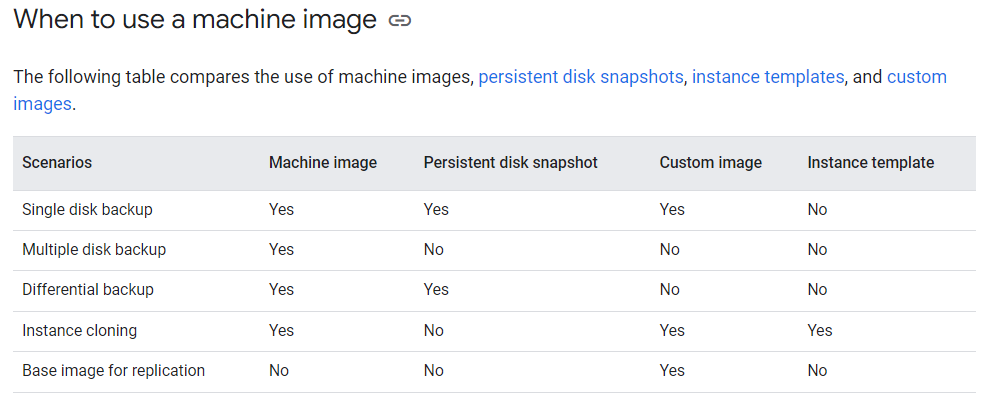 When to use a machine image
The following table compares the use of machine images, persistent disk snapshots, instance templates, and custom
images.
Scenarios Machine image Persistent disk snapshot Custom image Instance template
Single disk backup Yes Yes Yes No
Multiple disk backup Yes No No No
Differential backup Yes Yes No No
Instance cloning Yes No Yes Yes
Base image for replication No No Yes No